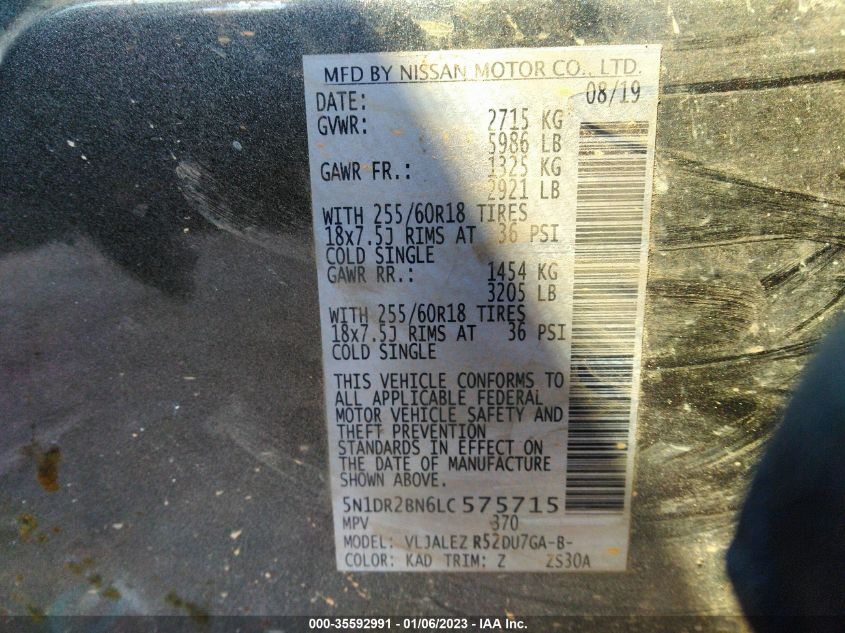 MFD BY NISSAN MOTOR CO., LTD.
DATE: 08/19
GVWR: 2715 KG
5986 LB
GAWR FR.: 1325 KG
2921 LB
WITH 255/60R18 TIRES
18x7.5J RIMS AT 36 PSI
COLD SINGLE
GAWR RR.: 1454 KG
3205 LB
WITH 255/60R18 TIRES
18x7.5J RIMS AT 36 PSI
COLD SINGLE
THIS VEHICLE CONFORMS TO
ALL APPLICABLE FEDERAL
MOTOR VEHICLE SAFETY AND
THEFT PREVENTION
STANDARDS IN EFFECT ON
THE DATE OF MANUFACTURE
SHOWN ABOVE.
5N1DR2BN6LC575715
MPV 370
MODEL: VLJALEZ R52DU7GA-B-
COLOR: KAD TRIM: Z ZS30A
000-35592991 — 01/06/2023 — IAA Inc.